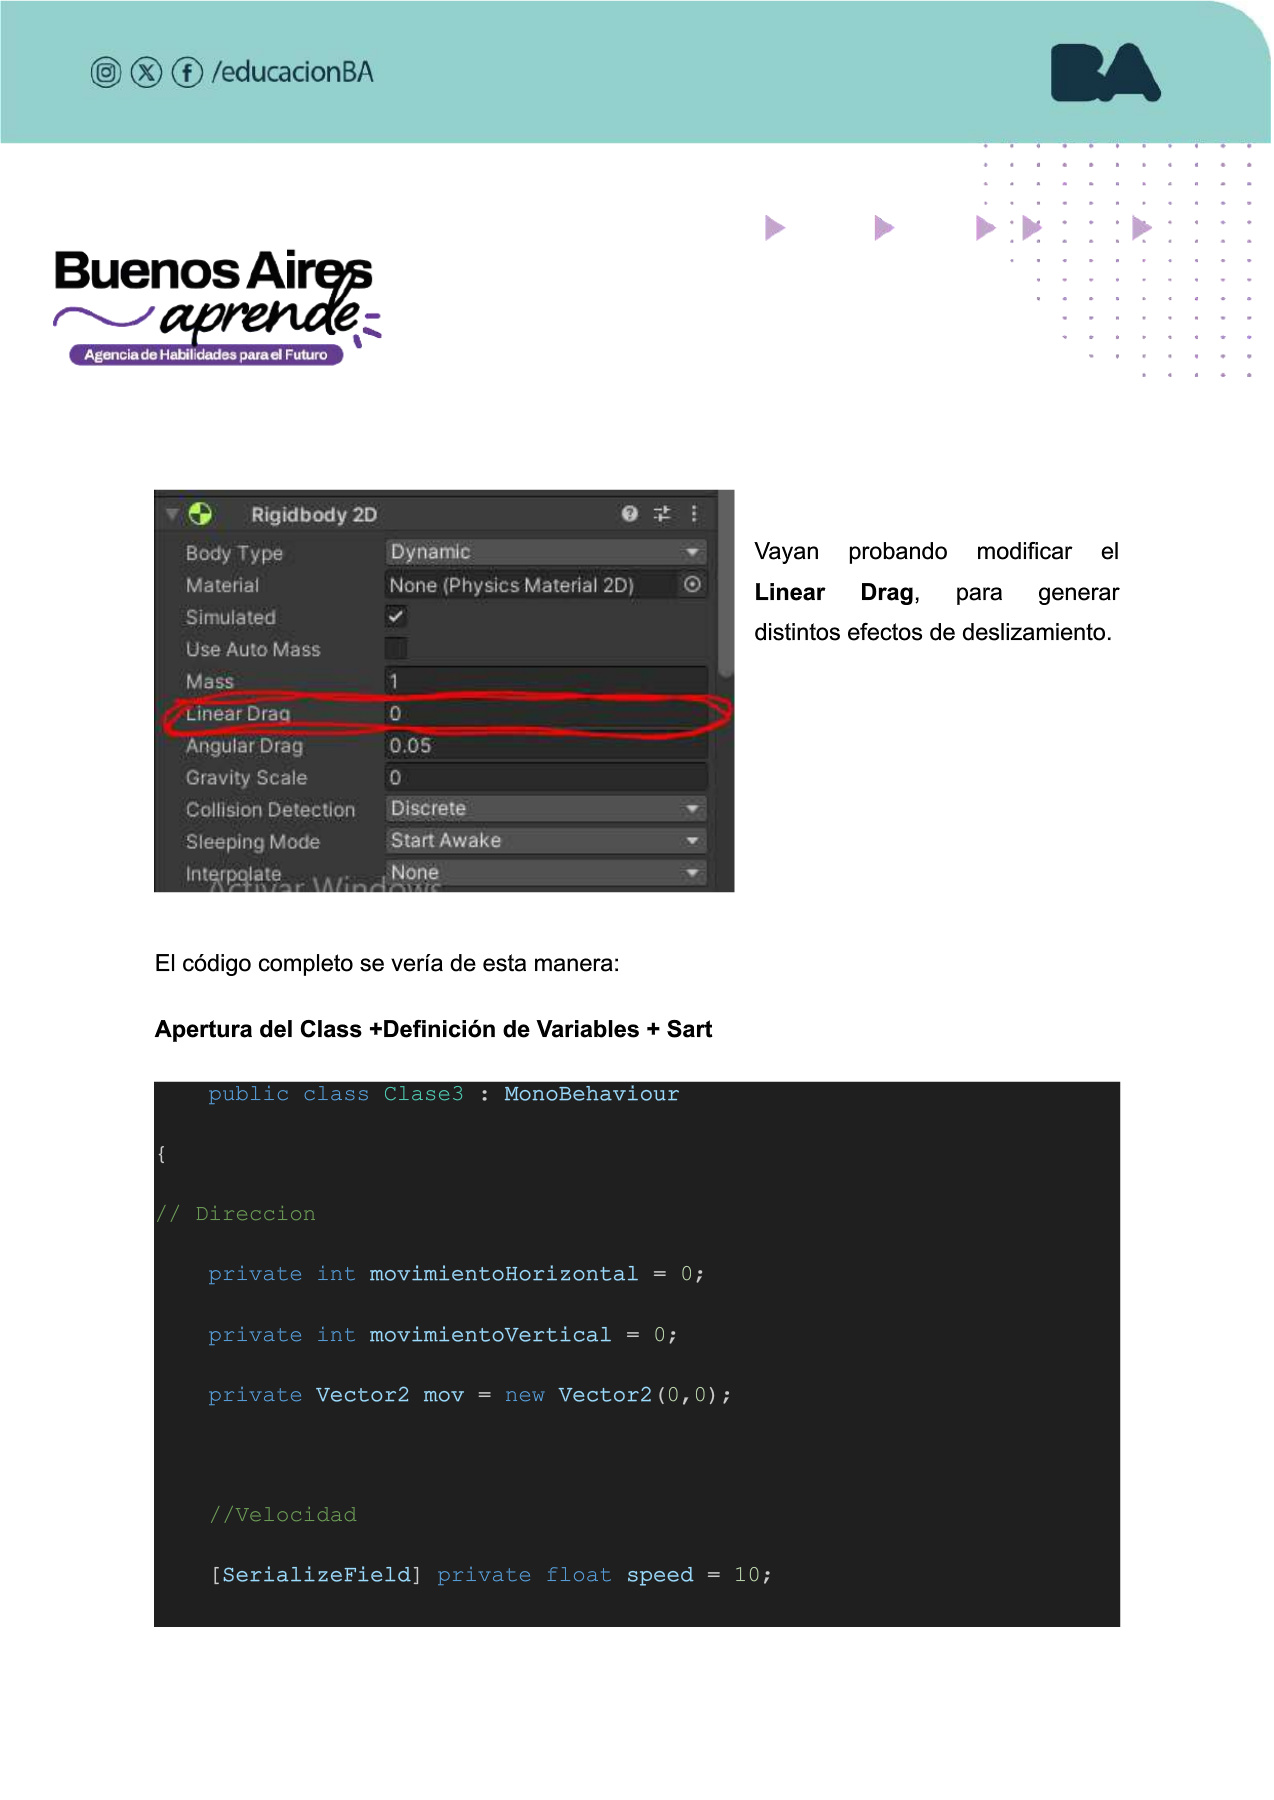 /educacionBA
BA
Buenos Aires
aprende
Agencia de Habilidades para el Futuro
Rigidbody 2D
Body Type Dynamic
Material None (Physics Material 2D)
Simulated
Use Auto Mass
Mass 1
Linear Drag 0
Angular Drag 0.05
Gravity Scale 0
Collision Detection Discrete
Sleeping Mode Start Awake
Interpolate None
Activar Windows
Vayan probando modificar el
Linear Drag, para generar
distintos efectos de deslizamiento.
El código completo se vería de esta manera:
Apertura del Class +Definición de Variables + Sart
public class Clase3 : MonoBehaviour
{
// Direccion
private int movimientoHorizontal = 0;
private int movimientoVertical = 0;
private Vector2 mov = new Vector2(0,0);
//Velocidad
[SerializeField] private float speed = 10;